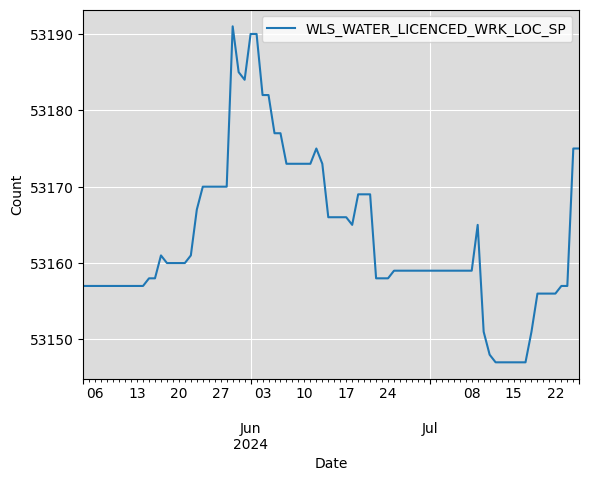 WLS_WATER_LICENCED_WRK_LOC_SP
53190
53180
53170
53160
53150
Count
06 13 20 27 03 10 17 24 08 15 22
Jun Jul
2024
Date